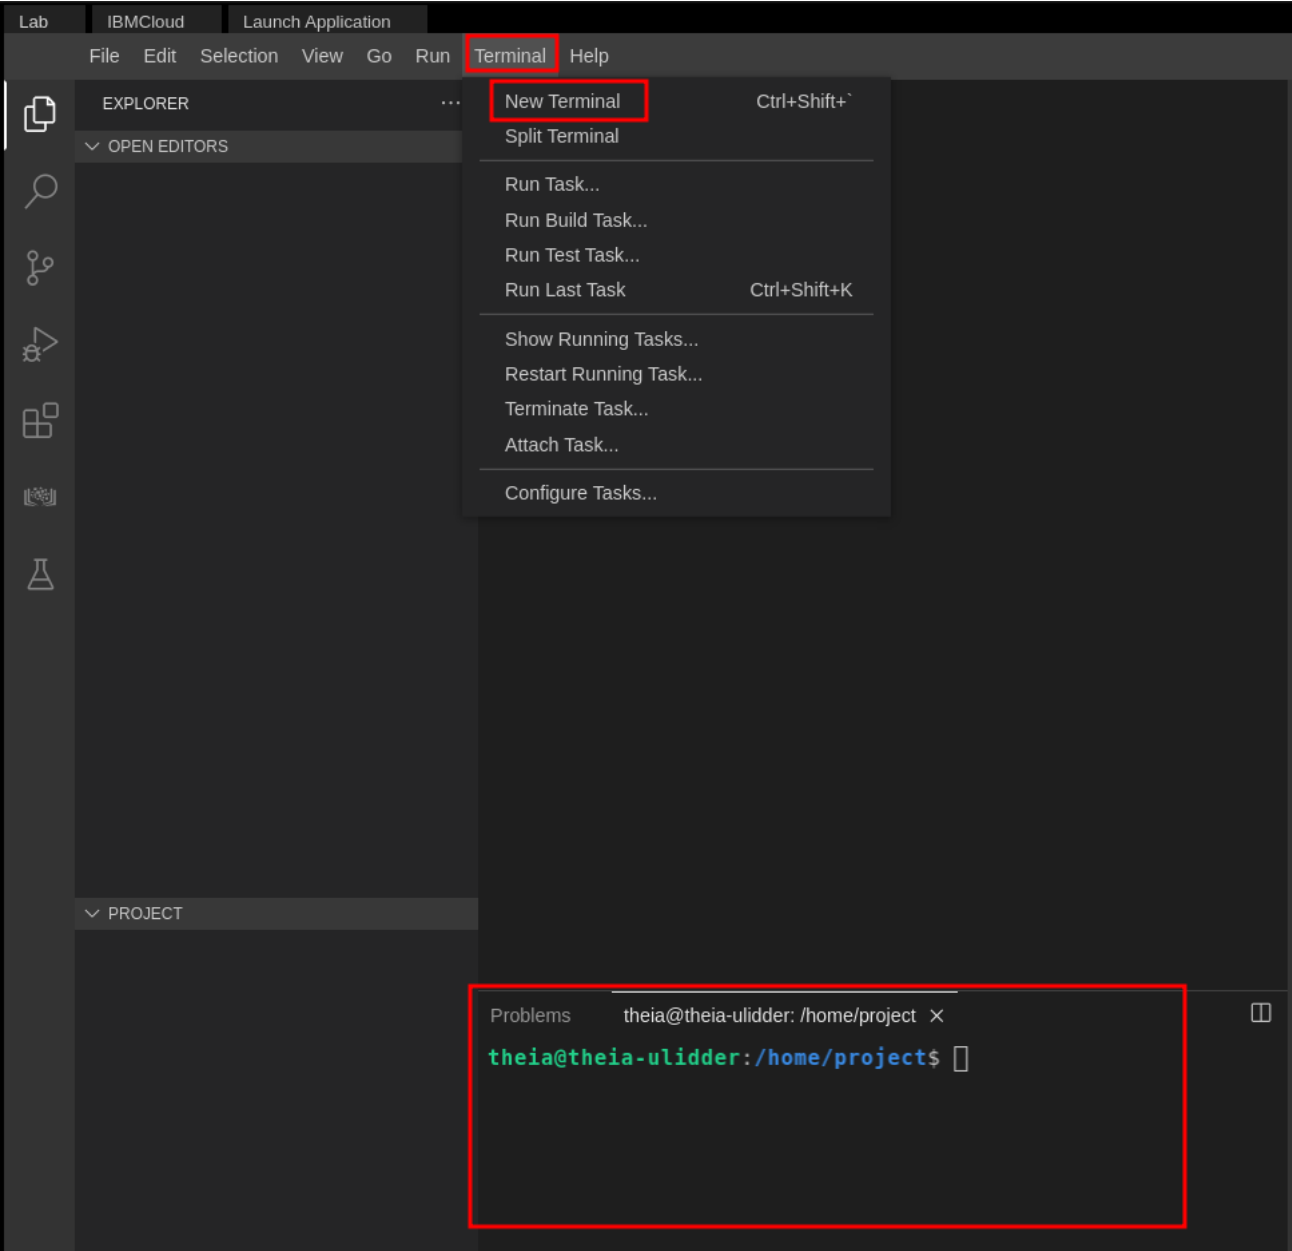 Lab IBMCloud Launch Application
File Edit Selection View Go Run Terminal Help
EXPLORER ...
OPEN EDITORS
New Terminal Ctrl+Shift+`
Split Terminal
Run Task...
Run Build Task...
Run Test Task...
Run Last Task Ctrl+Shift+K
Show Running Tasks...
Restart Running Task...
Terminate Task...
Attach Task...
Configure Tasks...
PROJECT
Problems theia@theia-ulidder: /home/project
theia@theia-ulidder:/home/project$